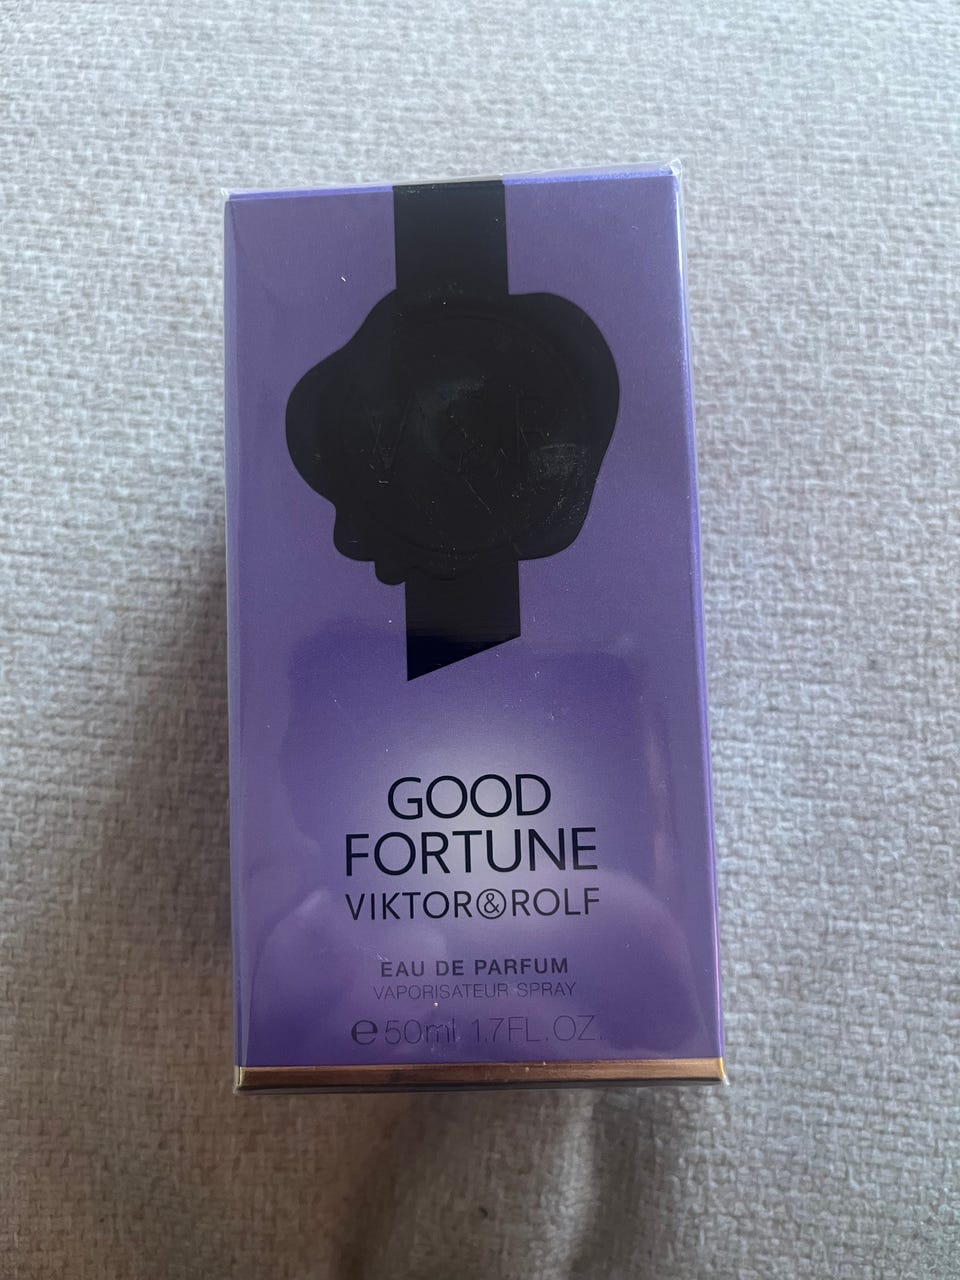 V&R
GOOD
FORTUNE
VIKTOR&ROLF
EAU DE PARFUM
VAPORISATEUR SPRAY
℮50ml 1.7FL.OZ.